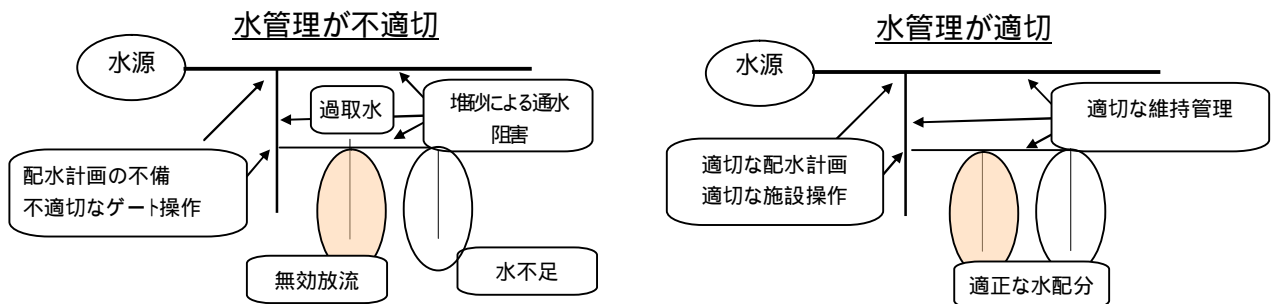 水管理が不適切
水源
過取水
堆砂による通水
阻害
配水計画の不備
不適切なゲート操作
無効放流
水不足
水管理が適切
水源
適切な維持管理
適切な配水計画
適切な施設操作
適正な水配分